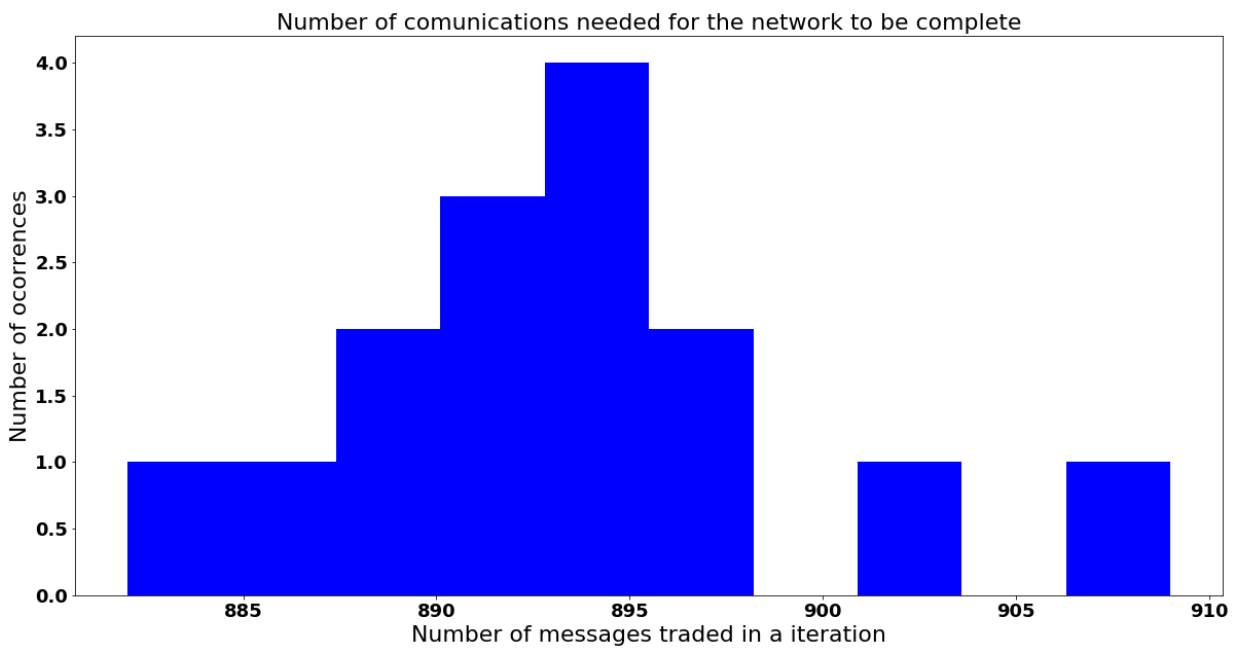 Number of comunications needed for the network to be complete
Number of ocorrences
4.0
3.5
3.0
2.5
2.0
1.5
1.0
0.5
0.0
885 890 895 900 905 910
Number of messages traded in a iteration